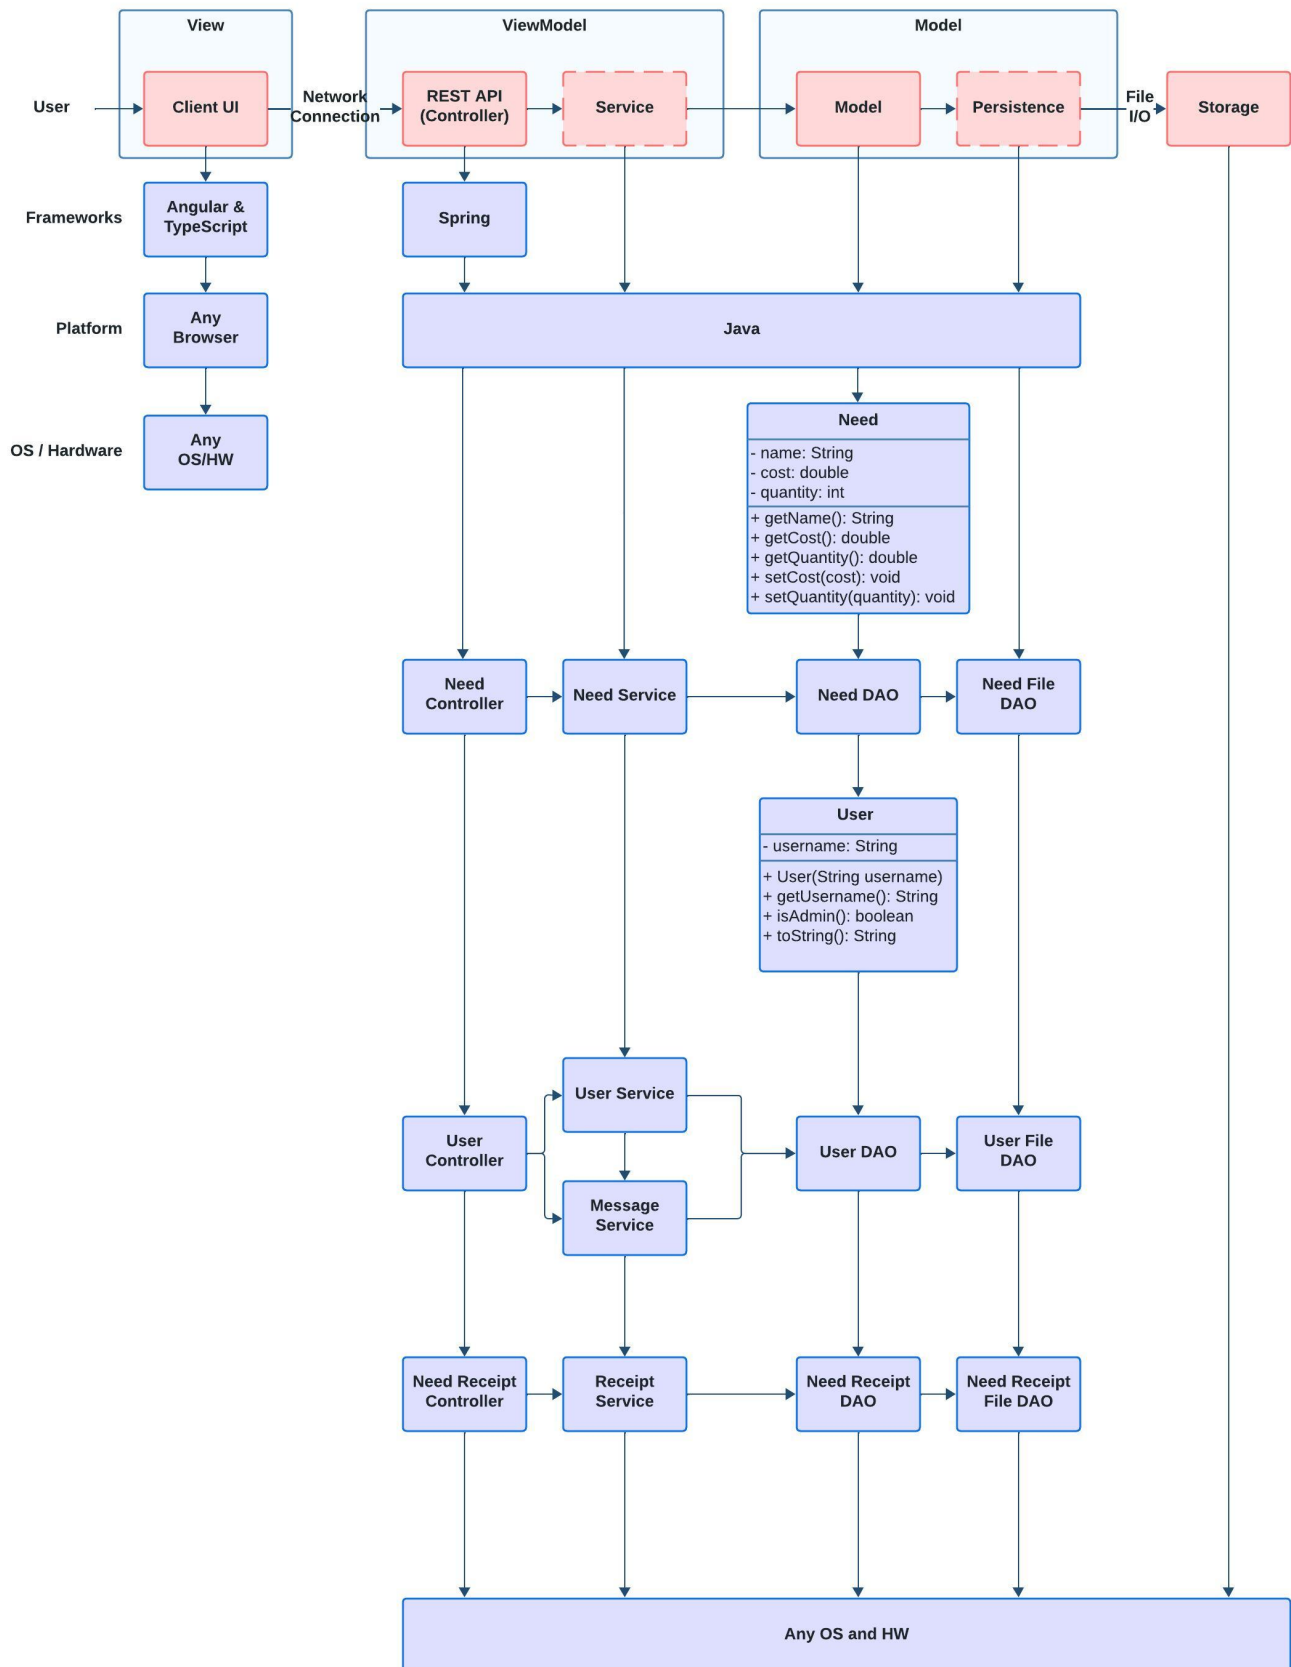 View
ViewModel
Model
User
Client UI
Network
Connection
REST API
(Controller)
Service
Model
Persistence
File
I/O
Storage
Frameworks
Angular &
TypeScript
Spring
Platform
Any
Browser
Java
OS / Hardware
Any
OS/HW
Need
- name: String
- cost: double
- quantity: int
+ getName(): String
+ getCost(): double
+ getQuantity(): double
+ setCost(cost): void
+ setQuantity(quantity): void
Need
Controller
Need Service
Need DAO
Need File
DAO
User
- username: String
+ User(String username)
+ getUsername(): String
+ isAdmin(): boolean
+ toString(): String
User
Controller
User Service
Message
Service
User DAO
User File
DAO
Need Receipt
Controller
Receipt
Service
Need Receipt
DAO
Need Receipt
File DAO
Any OS and HW